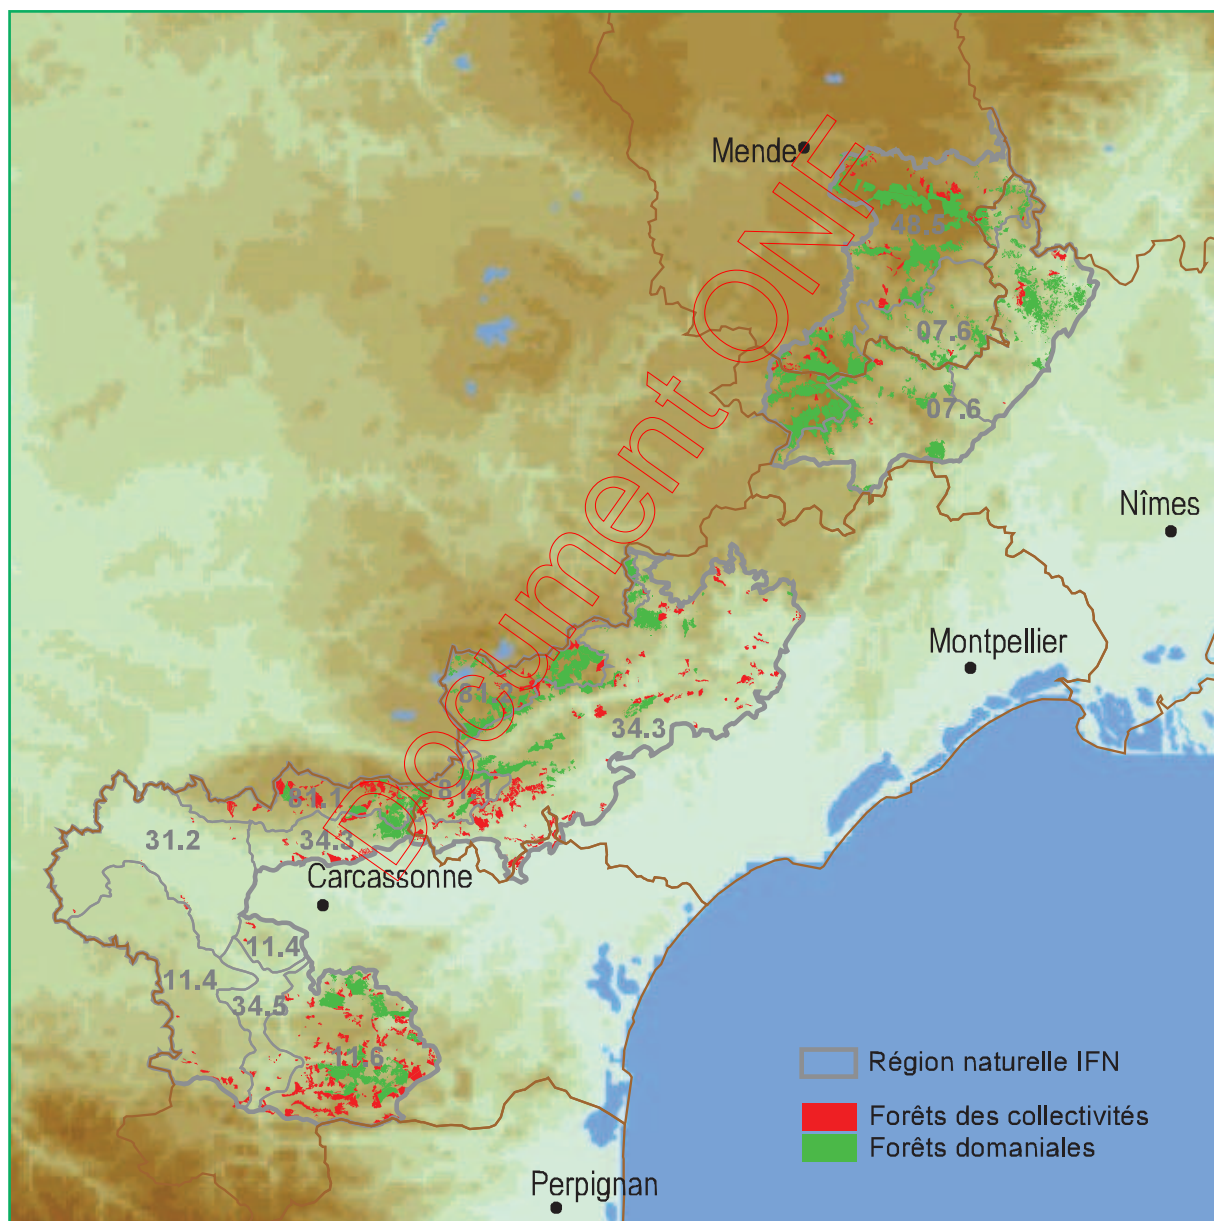 Mende
48.5
07.6
07.6
Nîmes
Montpellier
81.2
34.3
81.1
81.1
31.2
34.3
Carcassonne
11.4
11.4
34.5
11.6
Perpignan
Document ONF
Région naturelle IFN
Forêts des collectivités
Forêts domaniales